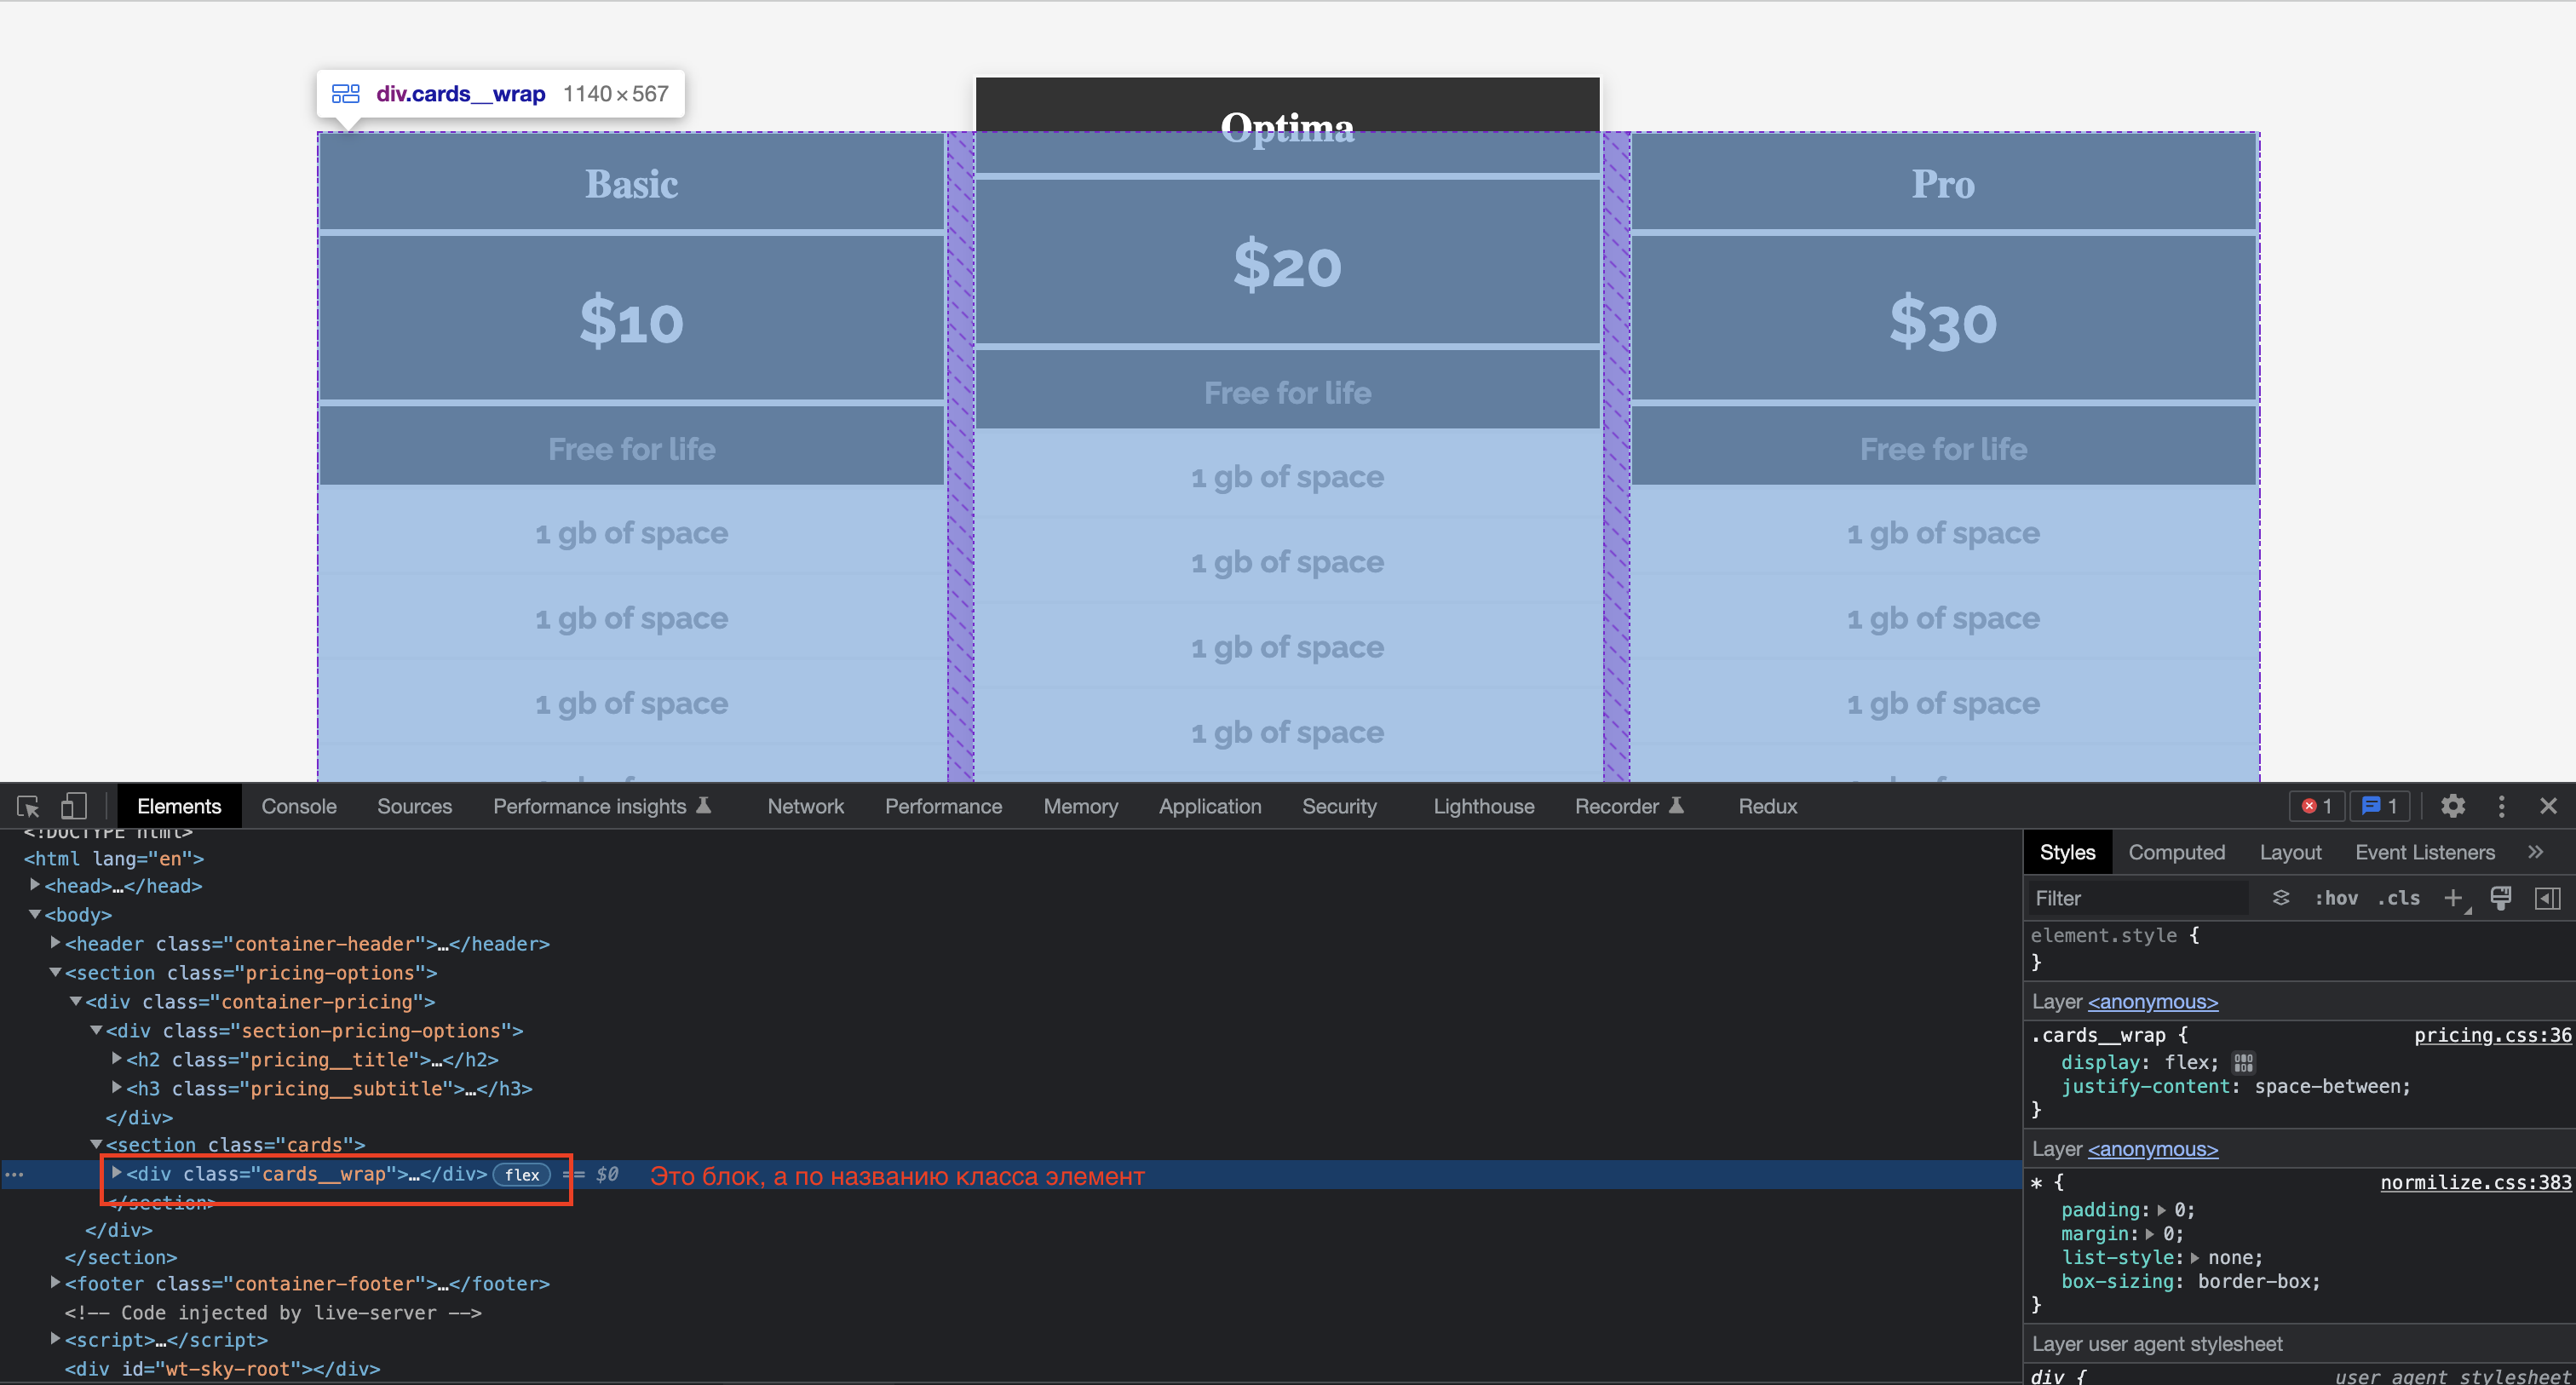 div.cards__wrap 1140×567
Optima
Basic
Pro
$10
$20
$30
Free for life
Free for life
Free for life
1 gb of space
1 gb of space
1 gb of space
1 gb of space
1 gb of space
1 gb of space
1 gb of space
1 gb of space
1 gb of space
1 gb of space
Elements Console Sources Performance insights Network Performance Memory Application Security Lighthouse Recorder Redux 1 1
<!DOCTYPE html>
<html lang="en">
<head>…</head>
<body>
<header class="container-header">…</header>
<section class="pricing-options">
<div class="container-pricing">
<div class="section-pricing-options">
<h2 class="pricing__title">…</h2>
<h3 class="pricing__subtitle">…</h3>
</div>
<section class="cards">
<div class="cards__wrap">…</div> flex == $0 Это блок, а по названию класса элемент
</section>
</div>
</section>
<footer class="container-footer">…</footer>
<!-- Code injected by live-server -->
<script>…</script>
<div id="wt-sky-root"></div>
Styles Computed Layout Event Listeners »
Filter :hov .cls +
element.style {
}
Layer <anonymous>
.cards__wrap { pricing.css:36
display: flex;
justify-content: space-between;
}
Layer <anonymous>
* { normilize.css:383
padding: 0;
margin: 0;
list-style: none;
box-sizing: border-box;
}
Layer user agent stylesheet
div { user agent stylesheet